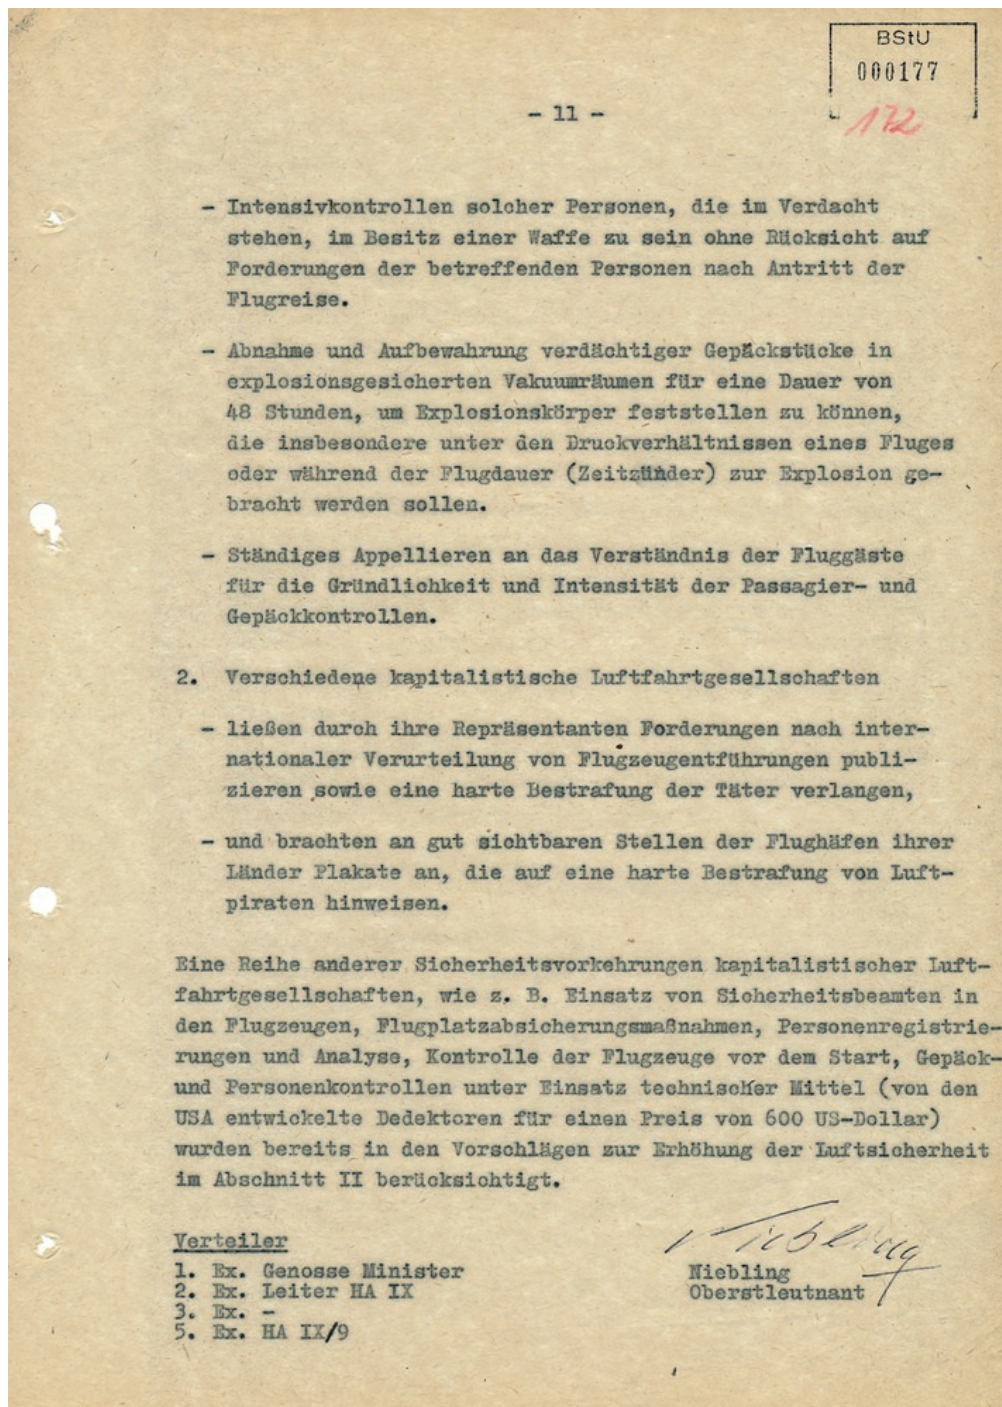 BStU
000177
172
- 11 -
- Intensivkontrollen solcher Personen, die im Verdacht
stehen, im Besitz einer Waffe zu sein ohne Rücksicht auf
Forderungen der betreffenden Personen nach Antritt der
Flugreise.
- Abnahme und Aufbewahrung verdächtiger Gepäckstücke in
explosionsgesicherten Vakuumräumen für eine Dauer von
48 Stunden, um Explosionskörper feststellen zu können,
die insbesondere unter den Druckverhältnissen eines Fluges
oder während der Flugdauer (Zeitzünder) zur Explosion ge-
bracht werden sollen.
- Ständiges Appellieren an das Verständnis der Fluggäste
für die Gründlichkeit und Intensität der Passagier- und
Gepäckkontrollen.
2. Verschiedene kapitalistische Luftfahrtgesellschaften
- ließen durch ihre Repräsentanten Forderungen nach inter-
nationaler Verurteilung von Flugzeugentführungen publi-
zieren sowie eine harte Bestrafung der Täter verlangen,
- und brachten an gut sichtbaren Stellen der Flughäfen ihrer
Länder Plakate an, die auf eine harte Bestrafung von Luft-
piraten hinweisen.
Eine Reihe anderer Sicherheitsvorkehrungen kapitalistischer Luft-
fahrtgesellschaften, wie z. B. Einsatz von Sicherheitsbeamten in
den Flugzeugen, Flugplatzabsicherungsmaßnahmen, Personenregistrie-
rungen und Analyse, Kontrolle der Flugzeuge vor dem Start, Gepäck-
und Personenkontrollen unter Einsatz technischer Mittel (von den
USA entwickelte Dedektoren für einen Preis von 600 US-Dollar)
wurden bereits in den Vorschlägen zur Erhöhung der Luftsicherheit
im Abschnitt II berücksichtigt.
Verteiler
1. Ex. Genosse Minister
2. Ex. Leiter HA IX
3. Ex. -
5. Ex. HA IX/9
Niebling
Niebling
Oberstleutnant